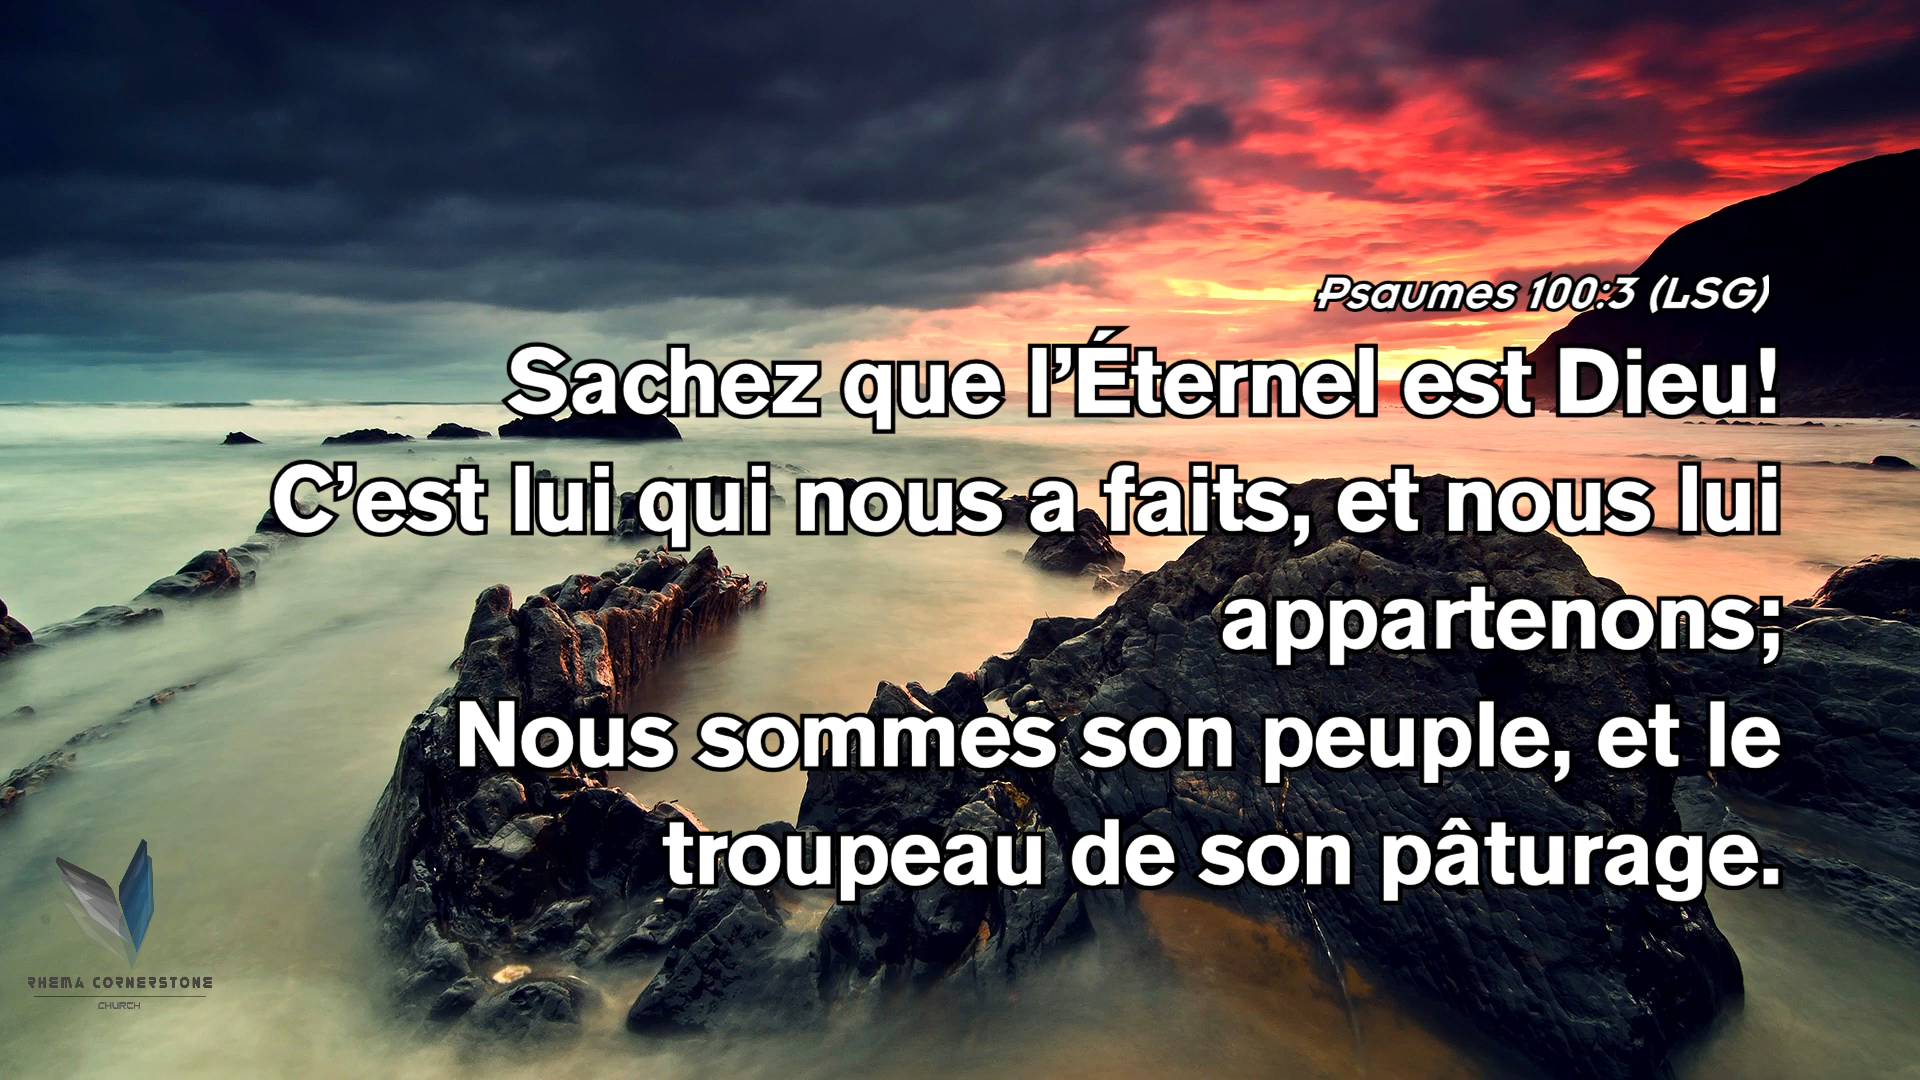 Psaumes 100:3 (LSG)
Sachez que l’Éternel est Dieu!
C’est lui qui nous a faits, et nous lui
appartenons;
Nous sommes son peuple, et le
troupeau de son pâturage.
RHEMA CORNERSTONE
CHURCH